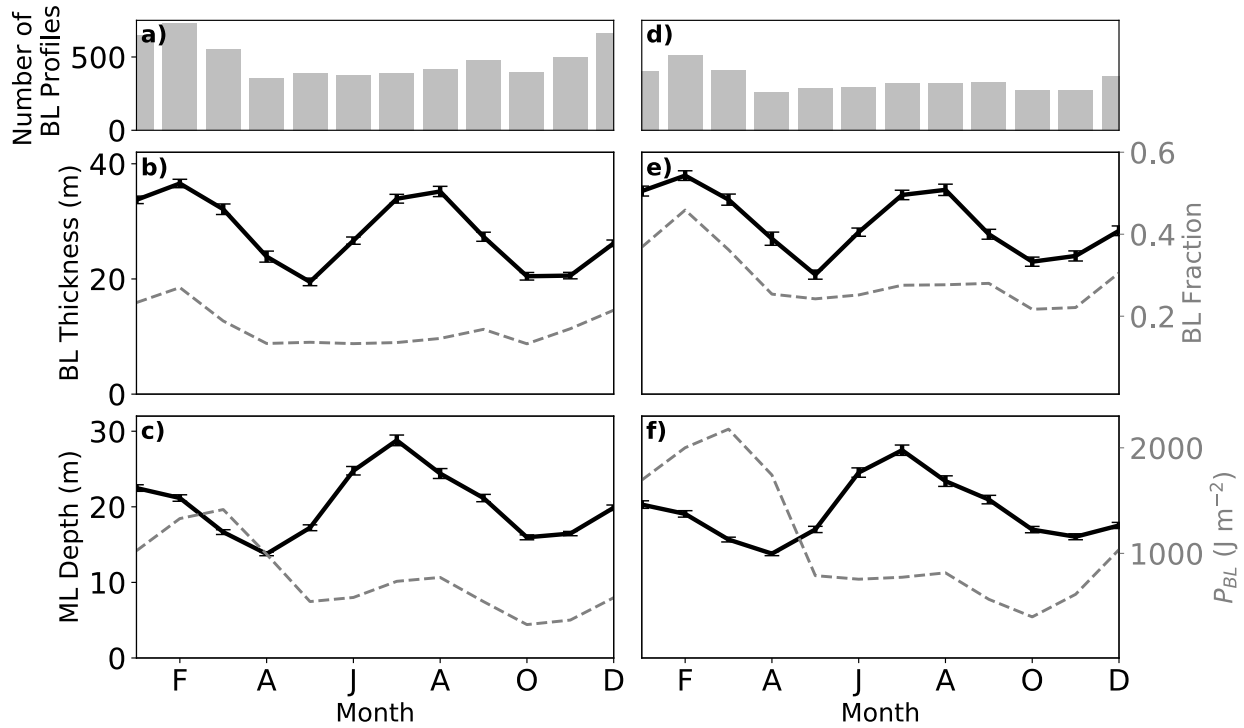 Number of
BL Profiles
500
0
a)
d)
BL Thickness (m)
40
20
0
b)
e)
0.6
0.4
0.2
BL Fraction
ML Depth (m)
30
20
10
0
c)
f)
2000
1000
P_BL (J m⁻²)
F A J A O D
Month
F A J A O D
Month